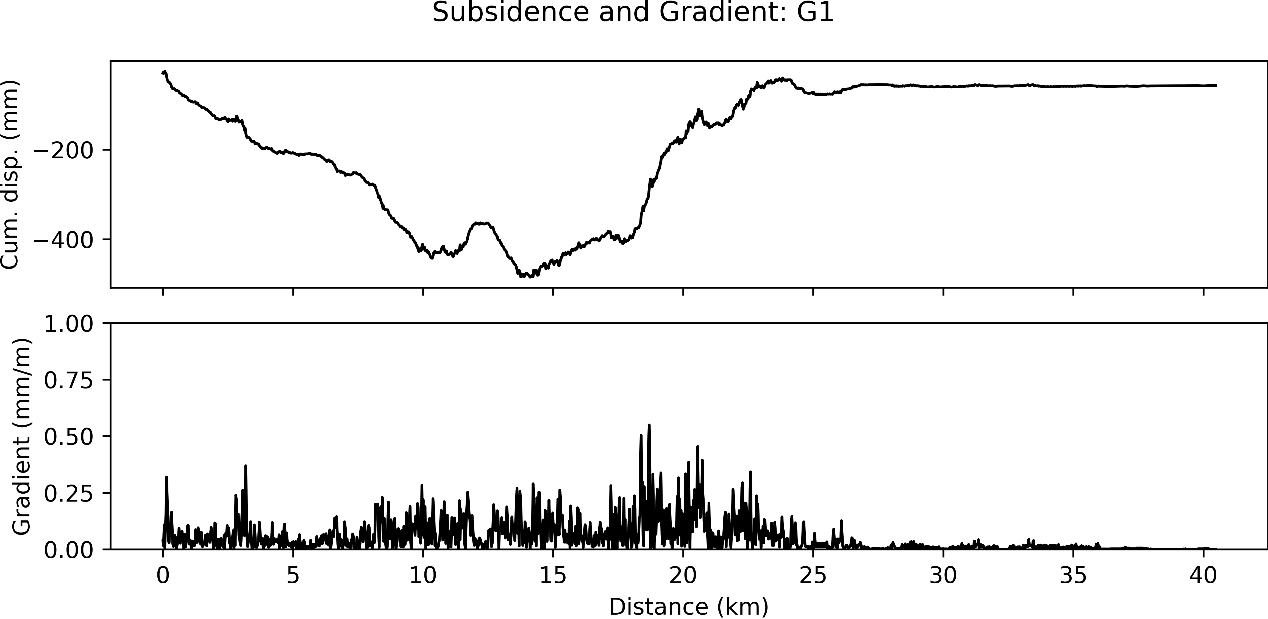 Subsidence and Gradient: G1
Cum. disp. (mm)
−200
−400
Gradient (mm/m)
1.00
0.75
0.50
0.25
0.00
0 5 10 15 20 25 30 35 40
Distance (km)